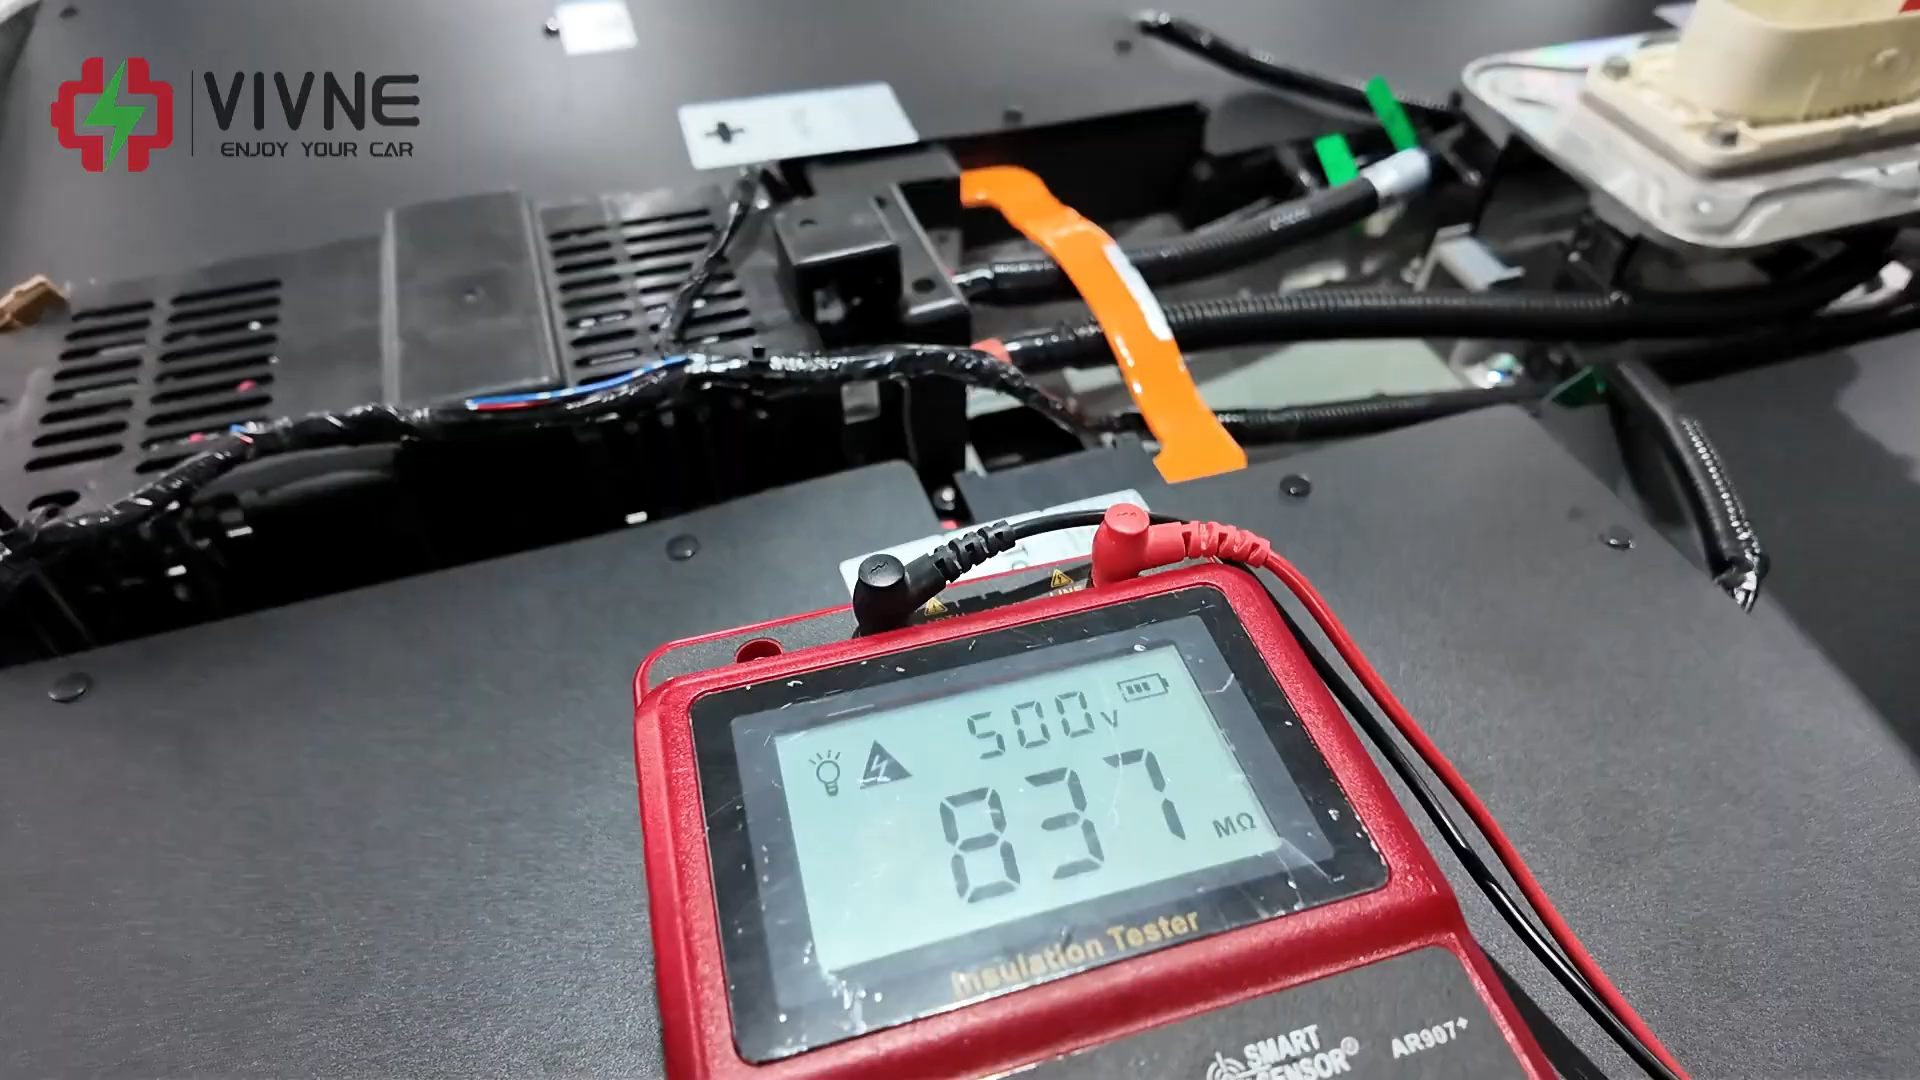 VIVNE
ENJOY YOUR CAR
+
500V
837
MΩ
Insulation Tester
SMART
SENSOR®
AR907+